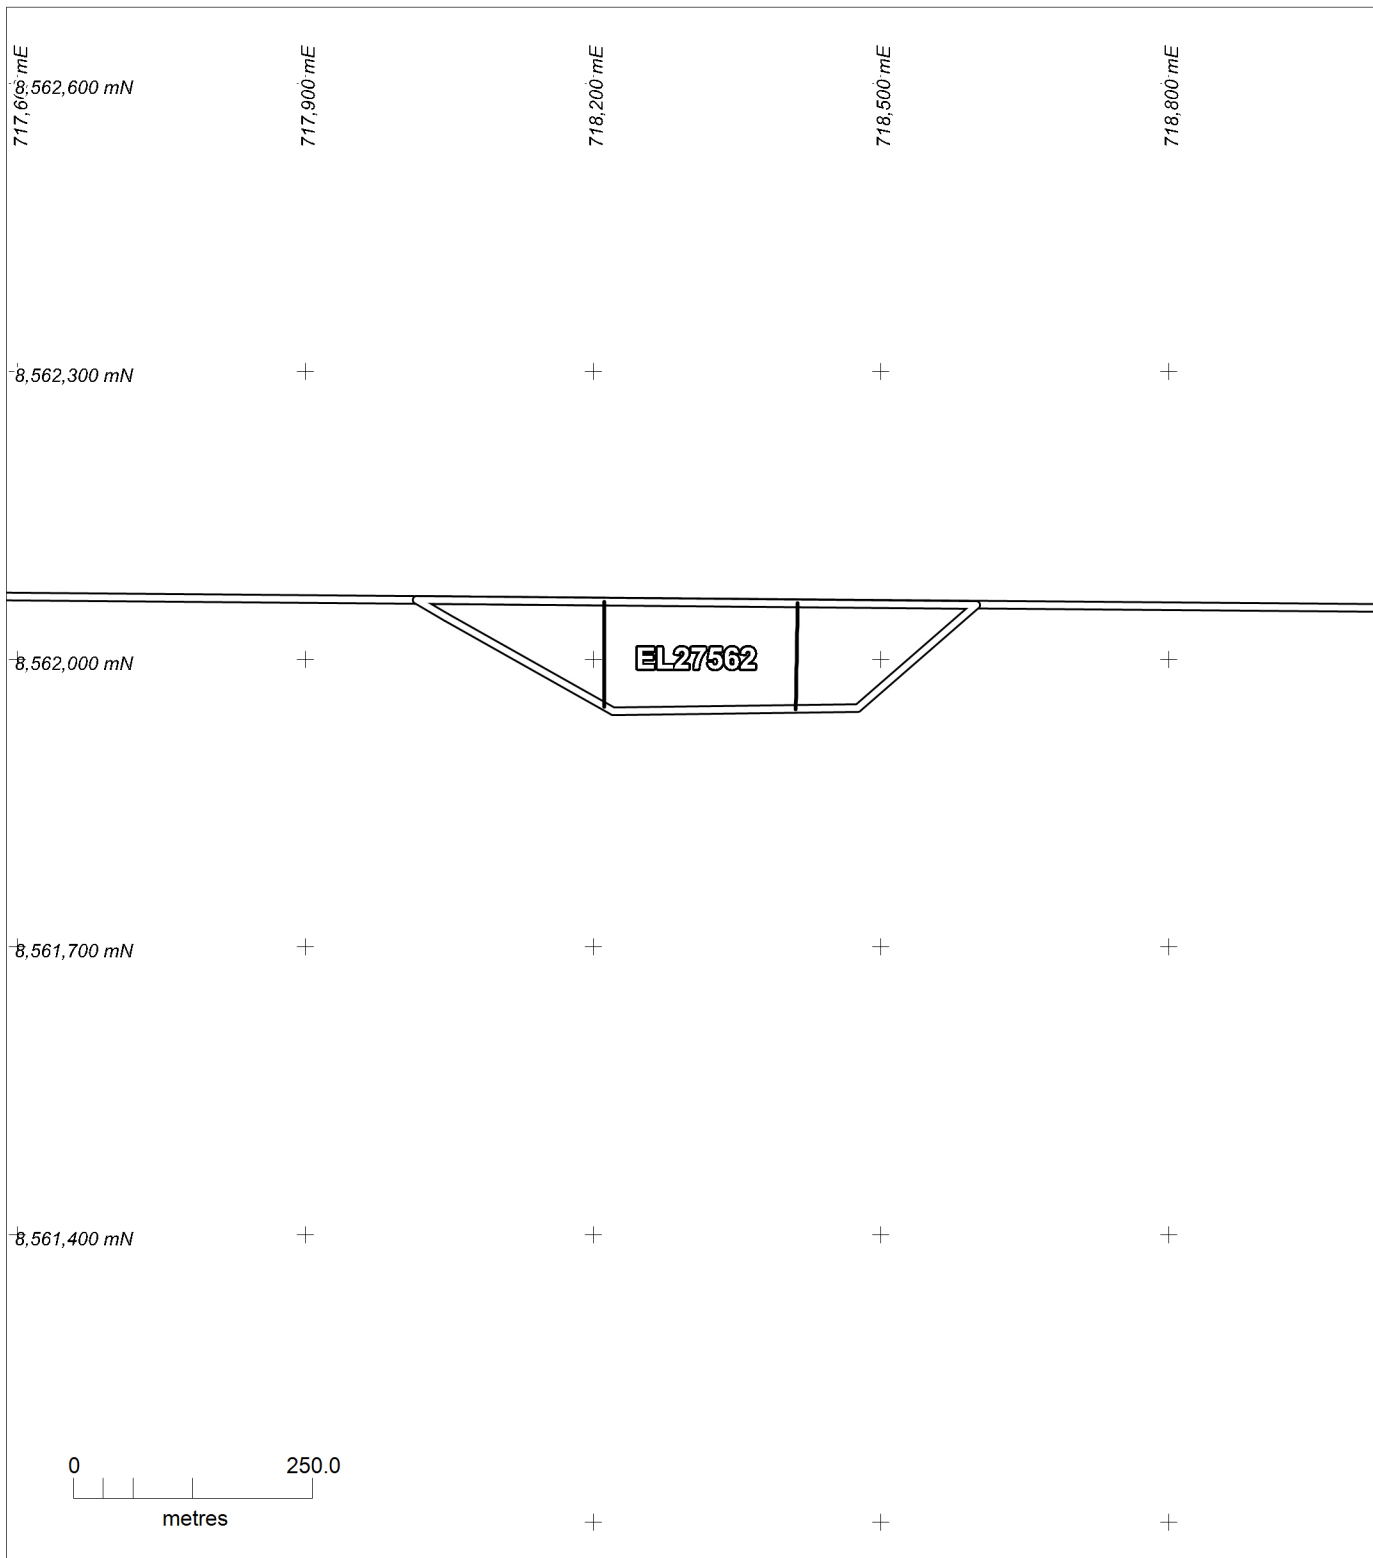 717,600 mE
717,900 mE
718,200 mE
718,500 mE
718,800 mE
8,562,600 mN
8,562,300 mN
8,562,000 mN
EL27562
8,561,700 mN
8,561,400 mN
0 250.0
metres